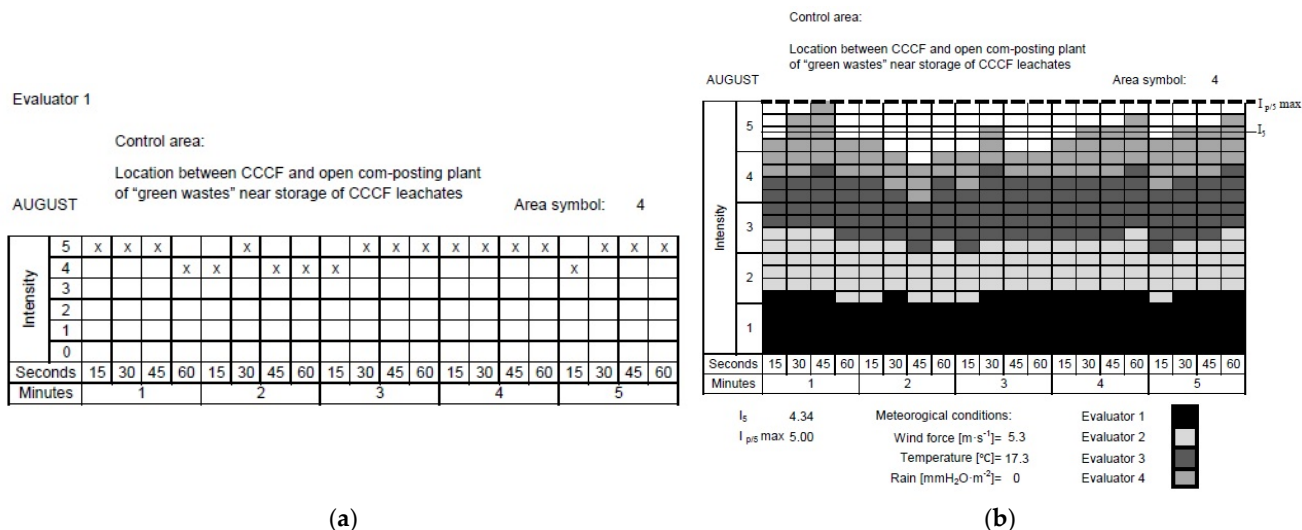 Evaluator 1
Control area:
Location between CCCF and open com-posting plant
of “green wastes” near storage of CCCF leachates
AUGUST Area symbol: 4
Intensity
5 x x x x x x x x x x x x x x
4 x x x x x x
3
2
1
0
Seconds 15 30 45 60 15 30 45 60 15 30 45 60 15 30 45 60 15 30 45 60
Minutes 1 2 3 4 5
(a)
Control area:
Location between CCCF and open com-posting plant
of “green wastes” near storage of CCCF leachates
AUGUST Area symbol: 4
I p/5 max
I5
Intensity
5
4
3
2
1
Seconds 15 30 45 60 15 30 45 60 15 30 45 60 15 30 45 60 15 30 45 60
Minutes 1 2 3 4 5
I5 4.34
I p/5 max 5.00
Meteorogical conditions:
Wind force [m·s⁻¹]= 5.3
Temperature [°C]= 17.3
Rain [mmH₂O·m⁻²]= 0
Evaluator 1
Evaluator 2
Evaluator 3
Evaluator 4
(b)